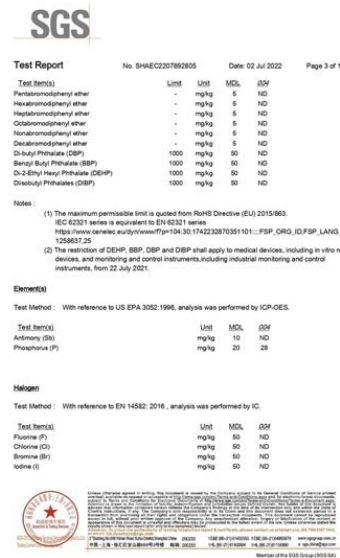 SGS
Test Report No. SHAEC2207892805 Date: 02 Jul 2022 Page 3 of 1
Test Item(s) Limit Unit MDL 004
Pentabromodiphenyl ether - mg/kg 5 ND
Hexabromodiphenyl ether - mg/kg 5 ND
Heptabromodiphenyl ether - mg/kg 5 ND
Octabromodiphenyl ether - mg/kg 5 ND
Nonabromodiphenyl ether - mg/kg 5 ND
Decabromodiphenyl ether - mg/kg 5 ND
Di-butyl Phthalate (DBP) 1000 mg/kg 50 ND
Benzyl Butyl Phthalate (BBP) 1000 mg/kg 50 ND
Di-2-Ethyl Hexyl Phthalate (DEHP) 1000 mg/kg 50 ND
Diisobutyl Phthalates (DIBP) 1000 mg/kg 50 ND
Notes :
(1) The maximum permissible limit is quoted from RoHS Directive (EU) 2015/863.
IEC 62321 series is equivalent to EN 62321 series
https://www.cenelec.eu/dyn/www/f?p=104:30:1742232870351101::::FSP_ORG_ID,FSP_LANG_
1258637,25
(2) The restriction of DEHP, BBP, DBP and DIBP shall apply to medical devices, including in vitro m
devices, and monitoring and control instruments,including industrial monitoring and control
instruments, from 22 July 2021.
Element(s)
Test Method : With reference to US EPA 3052:1996, analysis was performed by ICP-OES.
Test Item(s) Unit MDL 004
Antimony (Sb) mg/kg 10 ND
Phosphorus (P) mg/kg 20 28
Halogen
Test Method : With reference to EN 14582: 2016 , analysis was performed by IC.
Test Item(s) Unit MDL 004
Fluorine (F) mg/kg 50 ND
Chlorine (Cl) mg/kg 50 ND
Bromine (Br) mg/kg 50 ND
Iodine (I) mg/kg 50 ND
Member of the SGS Group (SGS SA)